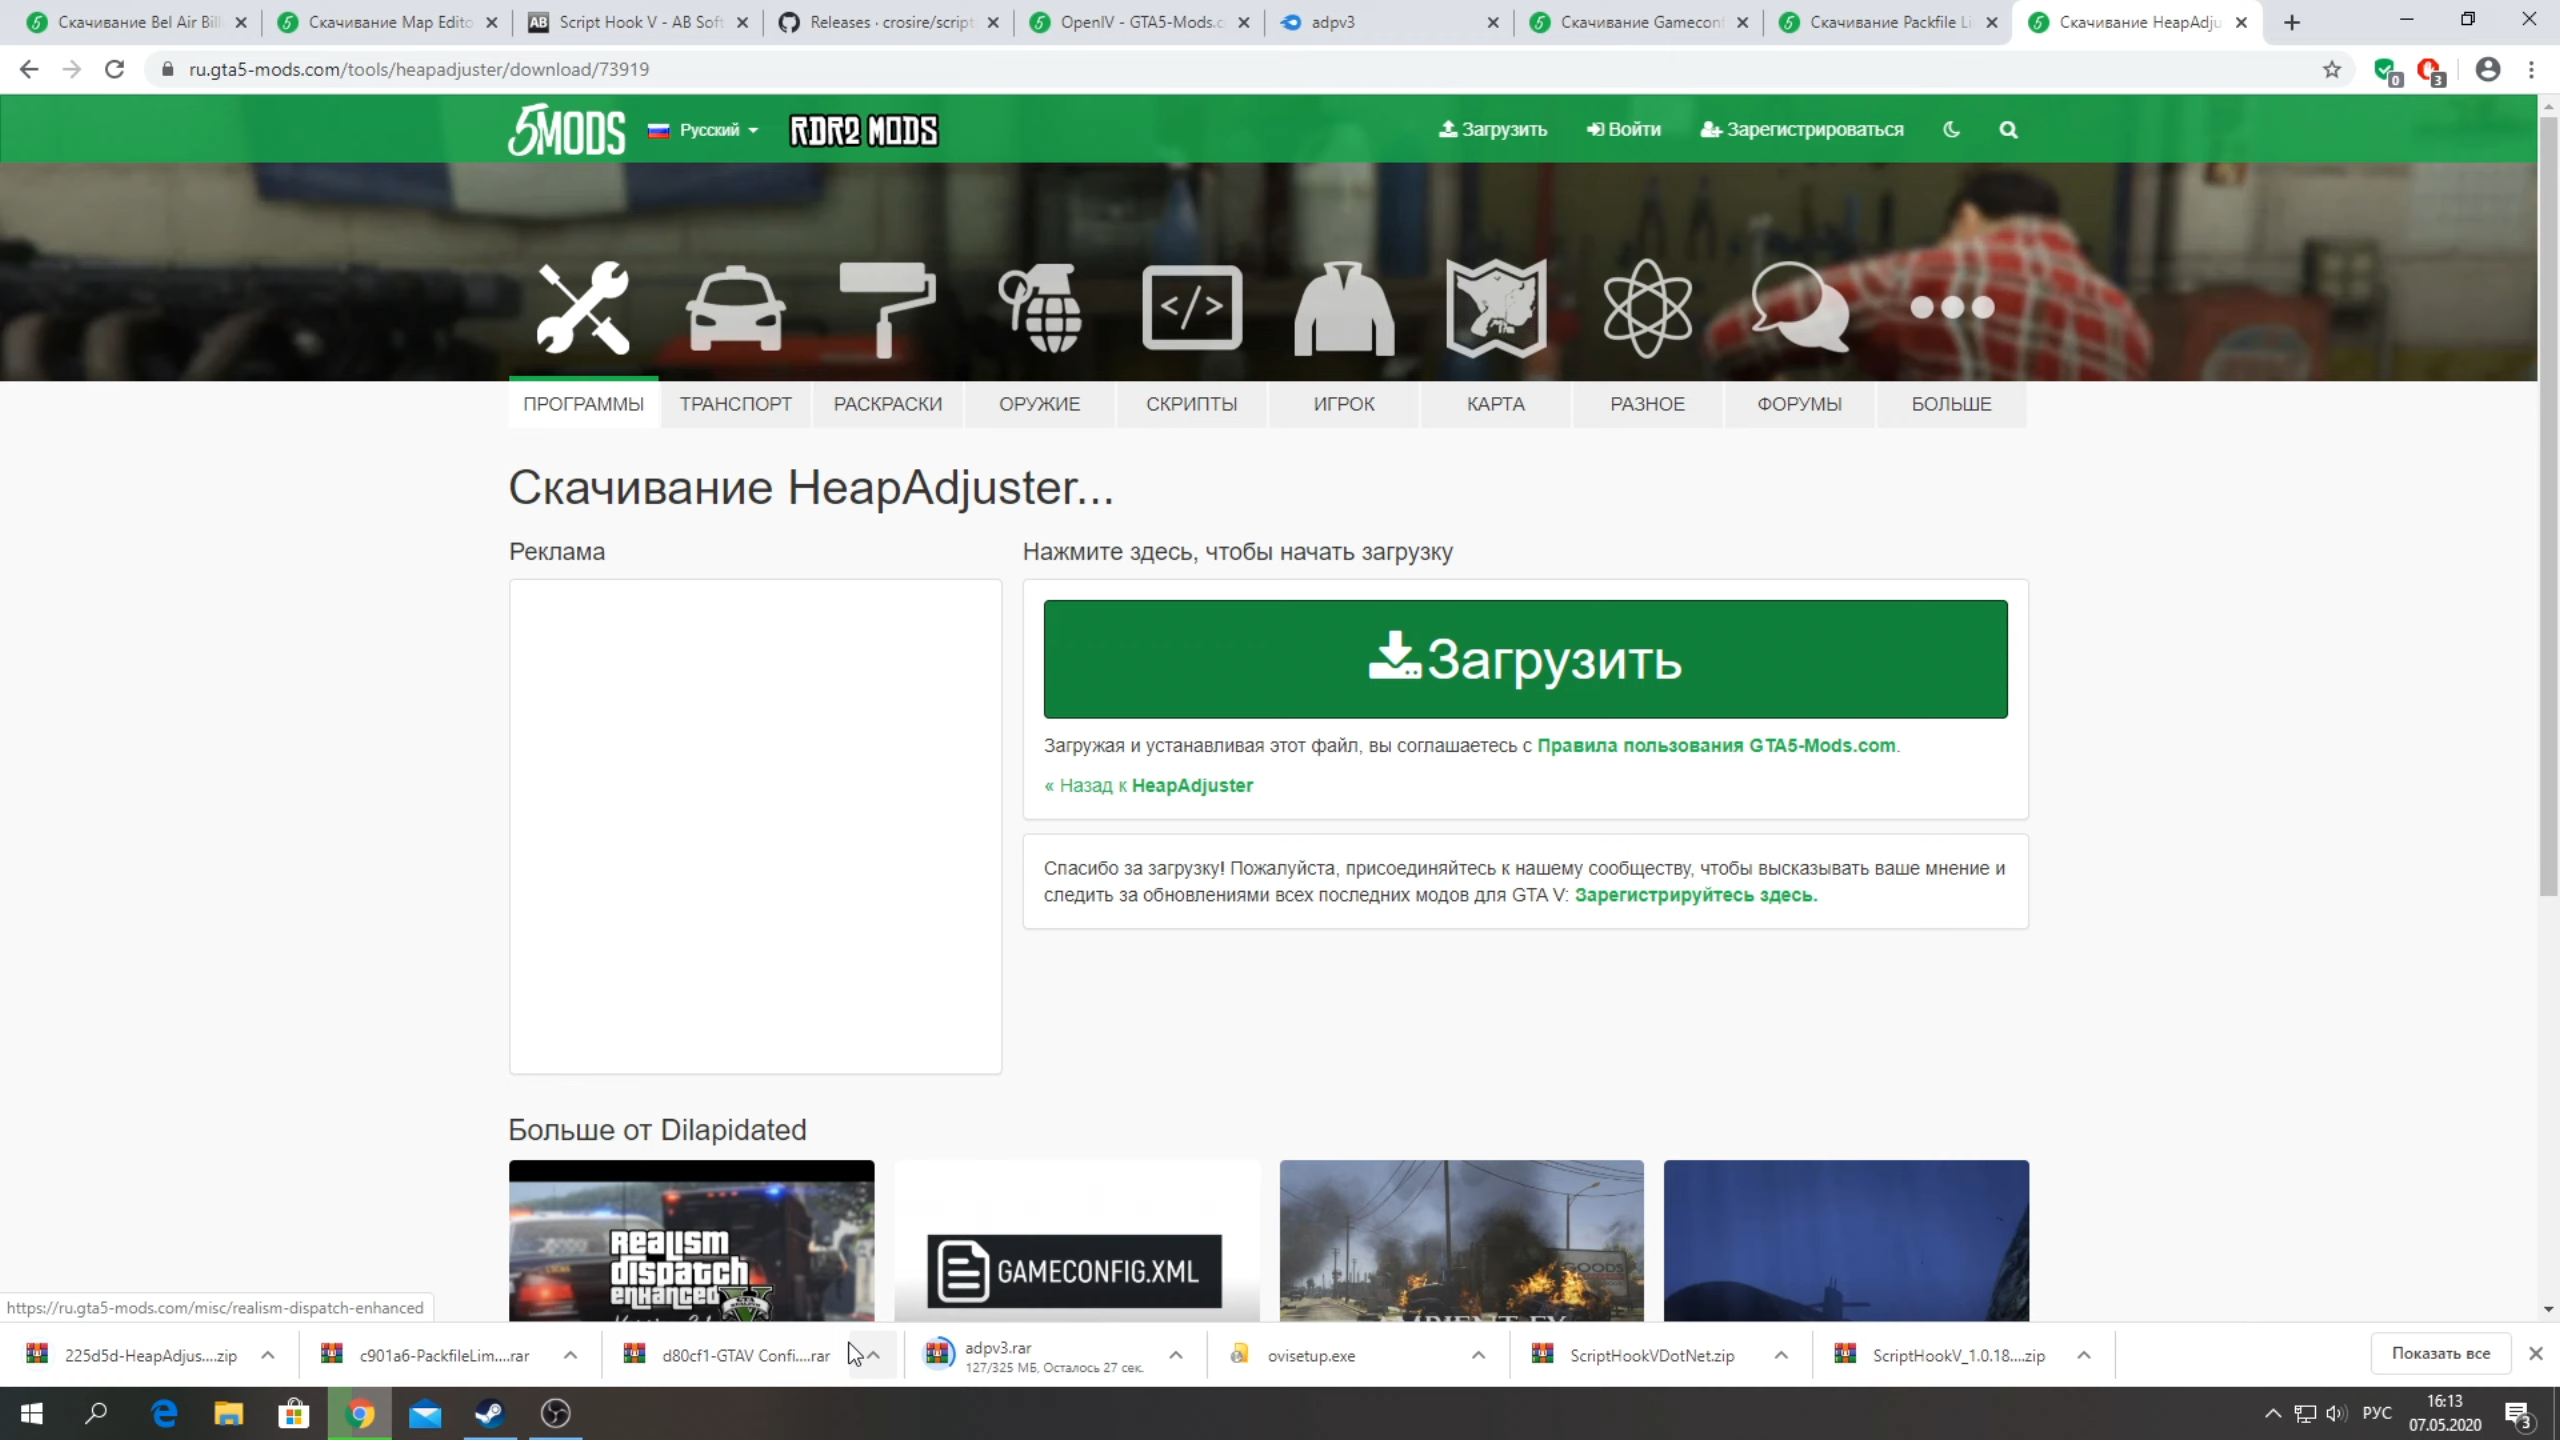 Скачивание Bel Air Bill
Скачивание Map Edito
AB Script Hook V - AB Soft
Releases · crosire/script
OpenIV - GTA5-Mods.c
adpv3
Скачивание Gameconf
Скачивание Packfile Li
Скачивание HeapAdju
ru.gta5-mods.com/tools/heapadjuster/download/73919
0
3
5MODS
Русский
RDR2 MODS
Загрузить
Войти
Зарегистрироваться
</>
ПРОГРАММЫ
ТРАНСПОРТ
РАСКРАСКИ
ОРУЖИЕ
СКРИПТЫ
ИГРОК
КАРТА
РАЗНОЕ
ФОРУМЫ
БОЛЬШЕ
Скачивание HeapAdjuster...
Реклама
Нажмите здесь, чтобы начать загрузку
Загрузить
Загружая и устанавливая этот файл, вы соглашаетесь с Правила пользования GTA5-Mods.com.
« Назад к HeapAdjuster
Спасибо за загрузку! Пожалуйста, присоединяйтесь к нашему сообществу, чтобы высказывать ваше мнение и
следить за обновлениями всех последних модов для GTA V: Зарегистрируйтесь здесь.
Больше от Dilapidated
Realism
dispatch
enhanced
GAMECONFIG.XML
https://ru.gta5-mods.com/misc/realism-dispatch-enhanced
225d5d-HeapAdjus....zip
c901a6-PackfileLim....rar
d80cf1-GTAV Confi....rar
adpv3.rar
127/325 МБ, Осталось 27 сек.
ovisetup.exe
ScriptHookVDotNet.zip
ScriptHookV_1.0.18....zip
Показать все
РУС
16:13
07.05.2020
3